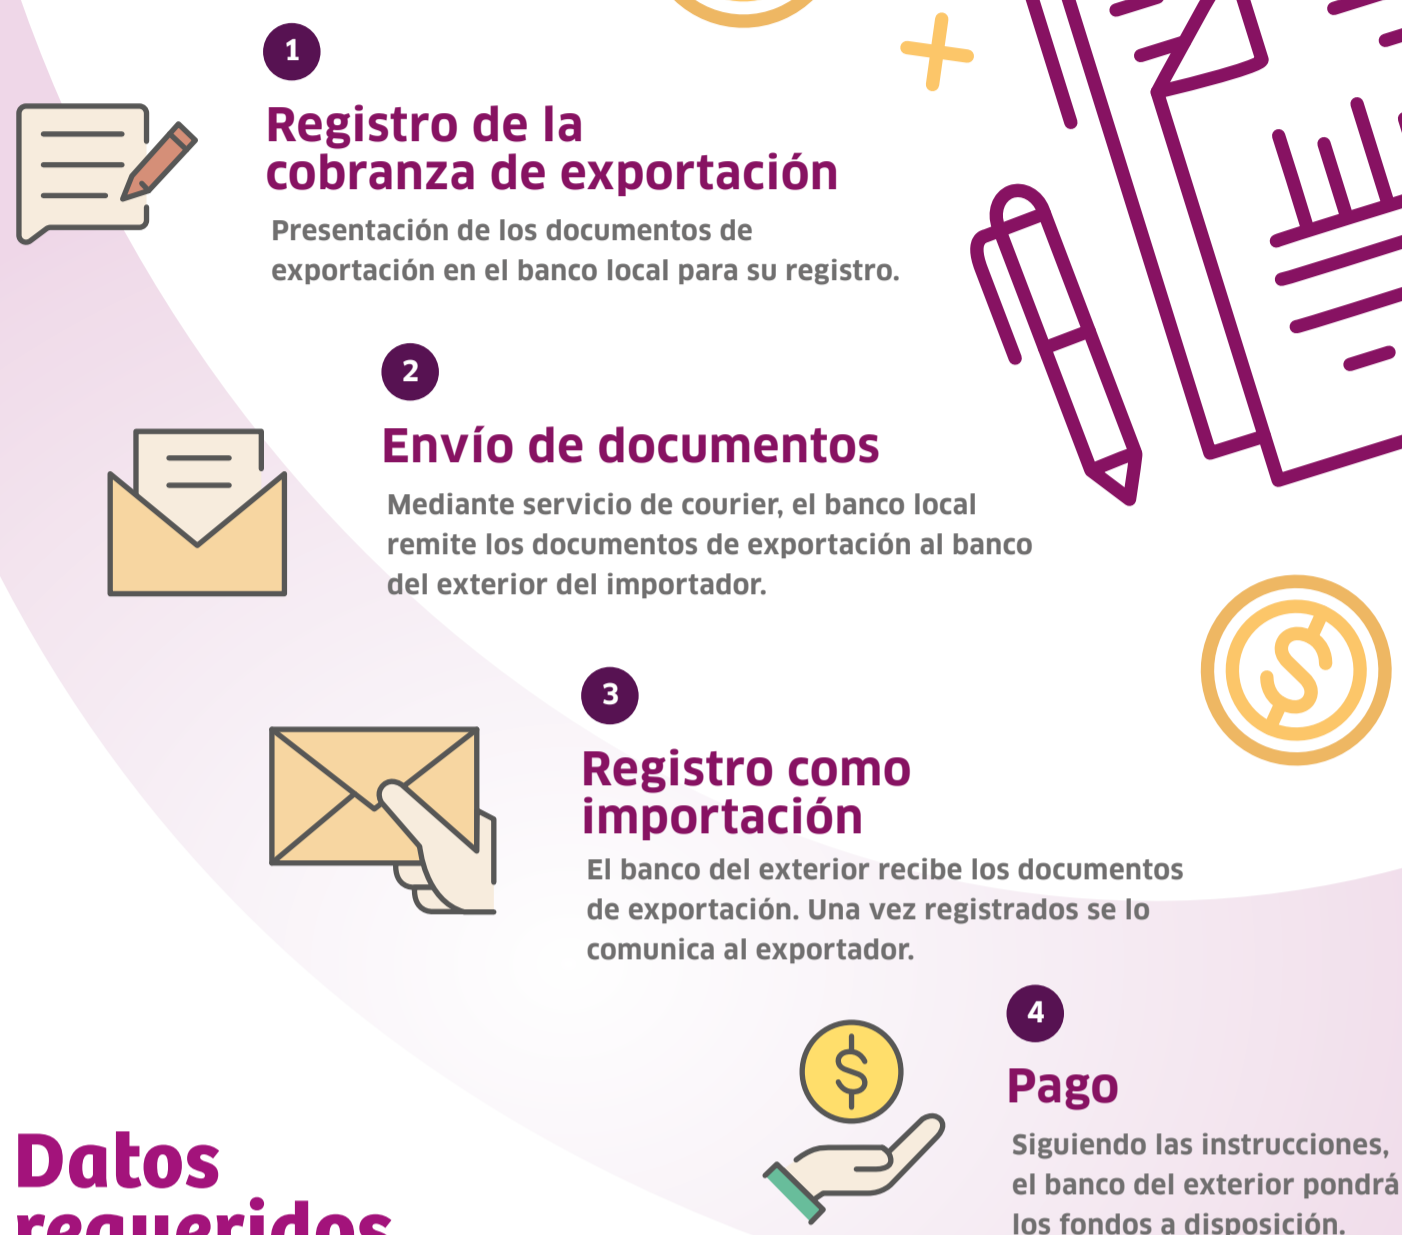 1
Registro de la
cobranza de exportación
Presentación de los documentos de
exportación en el banco local para su registro.
2
Envío de documentos
Mediante servicio de courier, el banco local
remite los documentos de exportación al banco
del exterior del importador.
3
Registro como
importación
El banco del exterior recibe los documentos
de exportación. Una vez registrados se lo
comunica al exportador.
4
Pago
Siguiendo las instrucciones,
el banco del exterior pondrá
los fondos a disposición.
Datos
requeridos